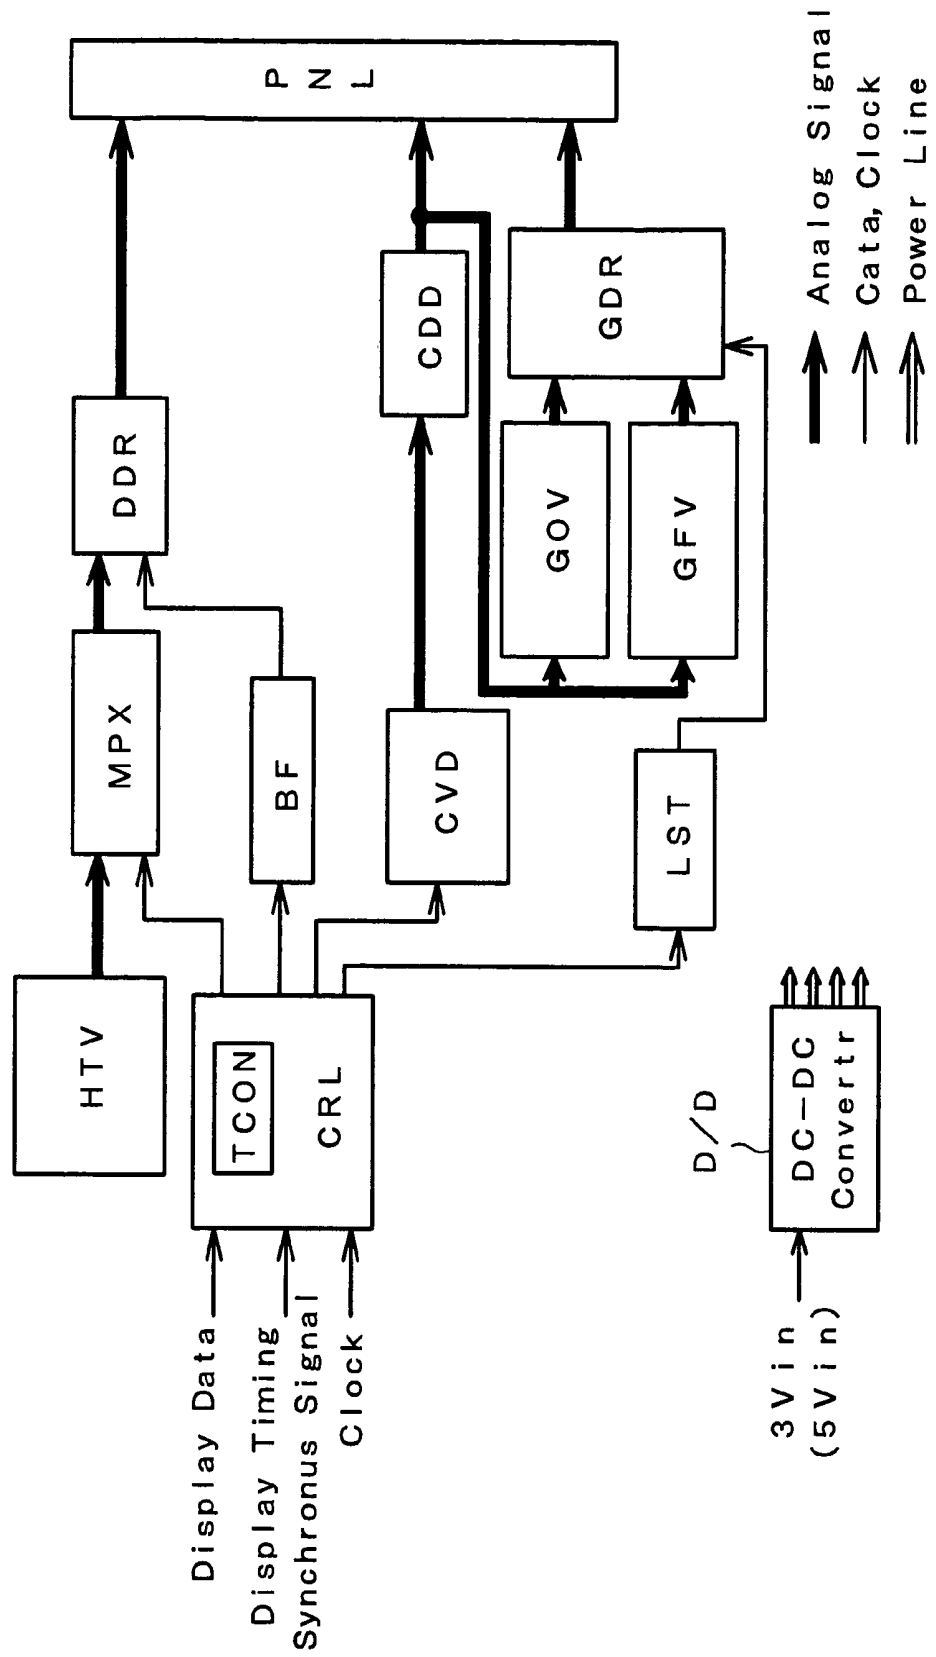 HTV
MPX
DDR
PNL
Display Data
Display Timing
Synchronus Signal
Clock
TCON
CRL
BF
CVD
CDD
GOV
GFV
GDR
LST
3Vin
(5Vin)
D/D
DC-DC
Convertr
Analog Signal
Cata, Clock
Power Line